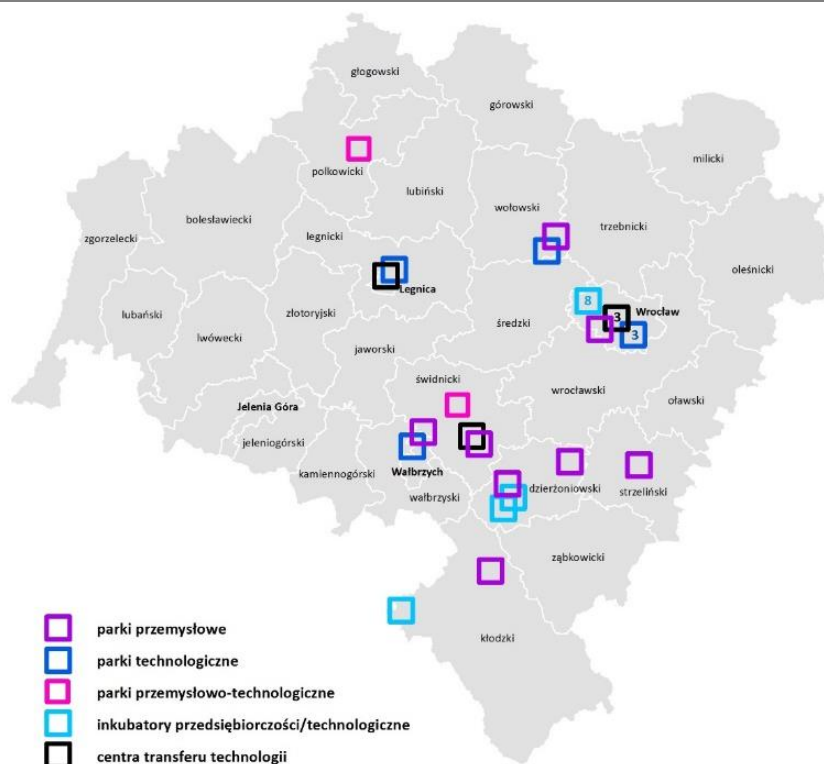 głogowski
górowski
milicki
polkowicki
lubiński
wołowski
trzebnicki
bolesławiecki
zgorzelecki
legnicki
oleśnicki
Legnica
8
3
Wrocław
3
lubański
złotoryjski
średzki
lwówecki
jaworski
świdnicki
wrocławski
oławski
Jelenia Góra
jeleniogórski
kamiennogórski
Wałbrzych
wałbrzyski
dzierżoniowski
strzeliński
ząbkowicki
kłodzki
parki przemysłowe
parki technologiczne
parki przemysłowo-technologiczne
inkubatory przedsiębiorczości/technologiczne
centra transferu technologii